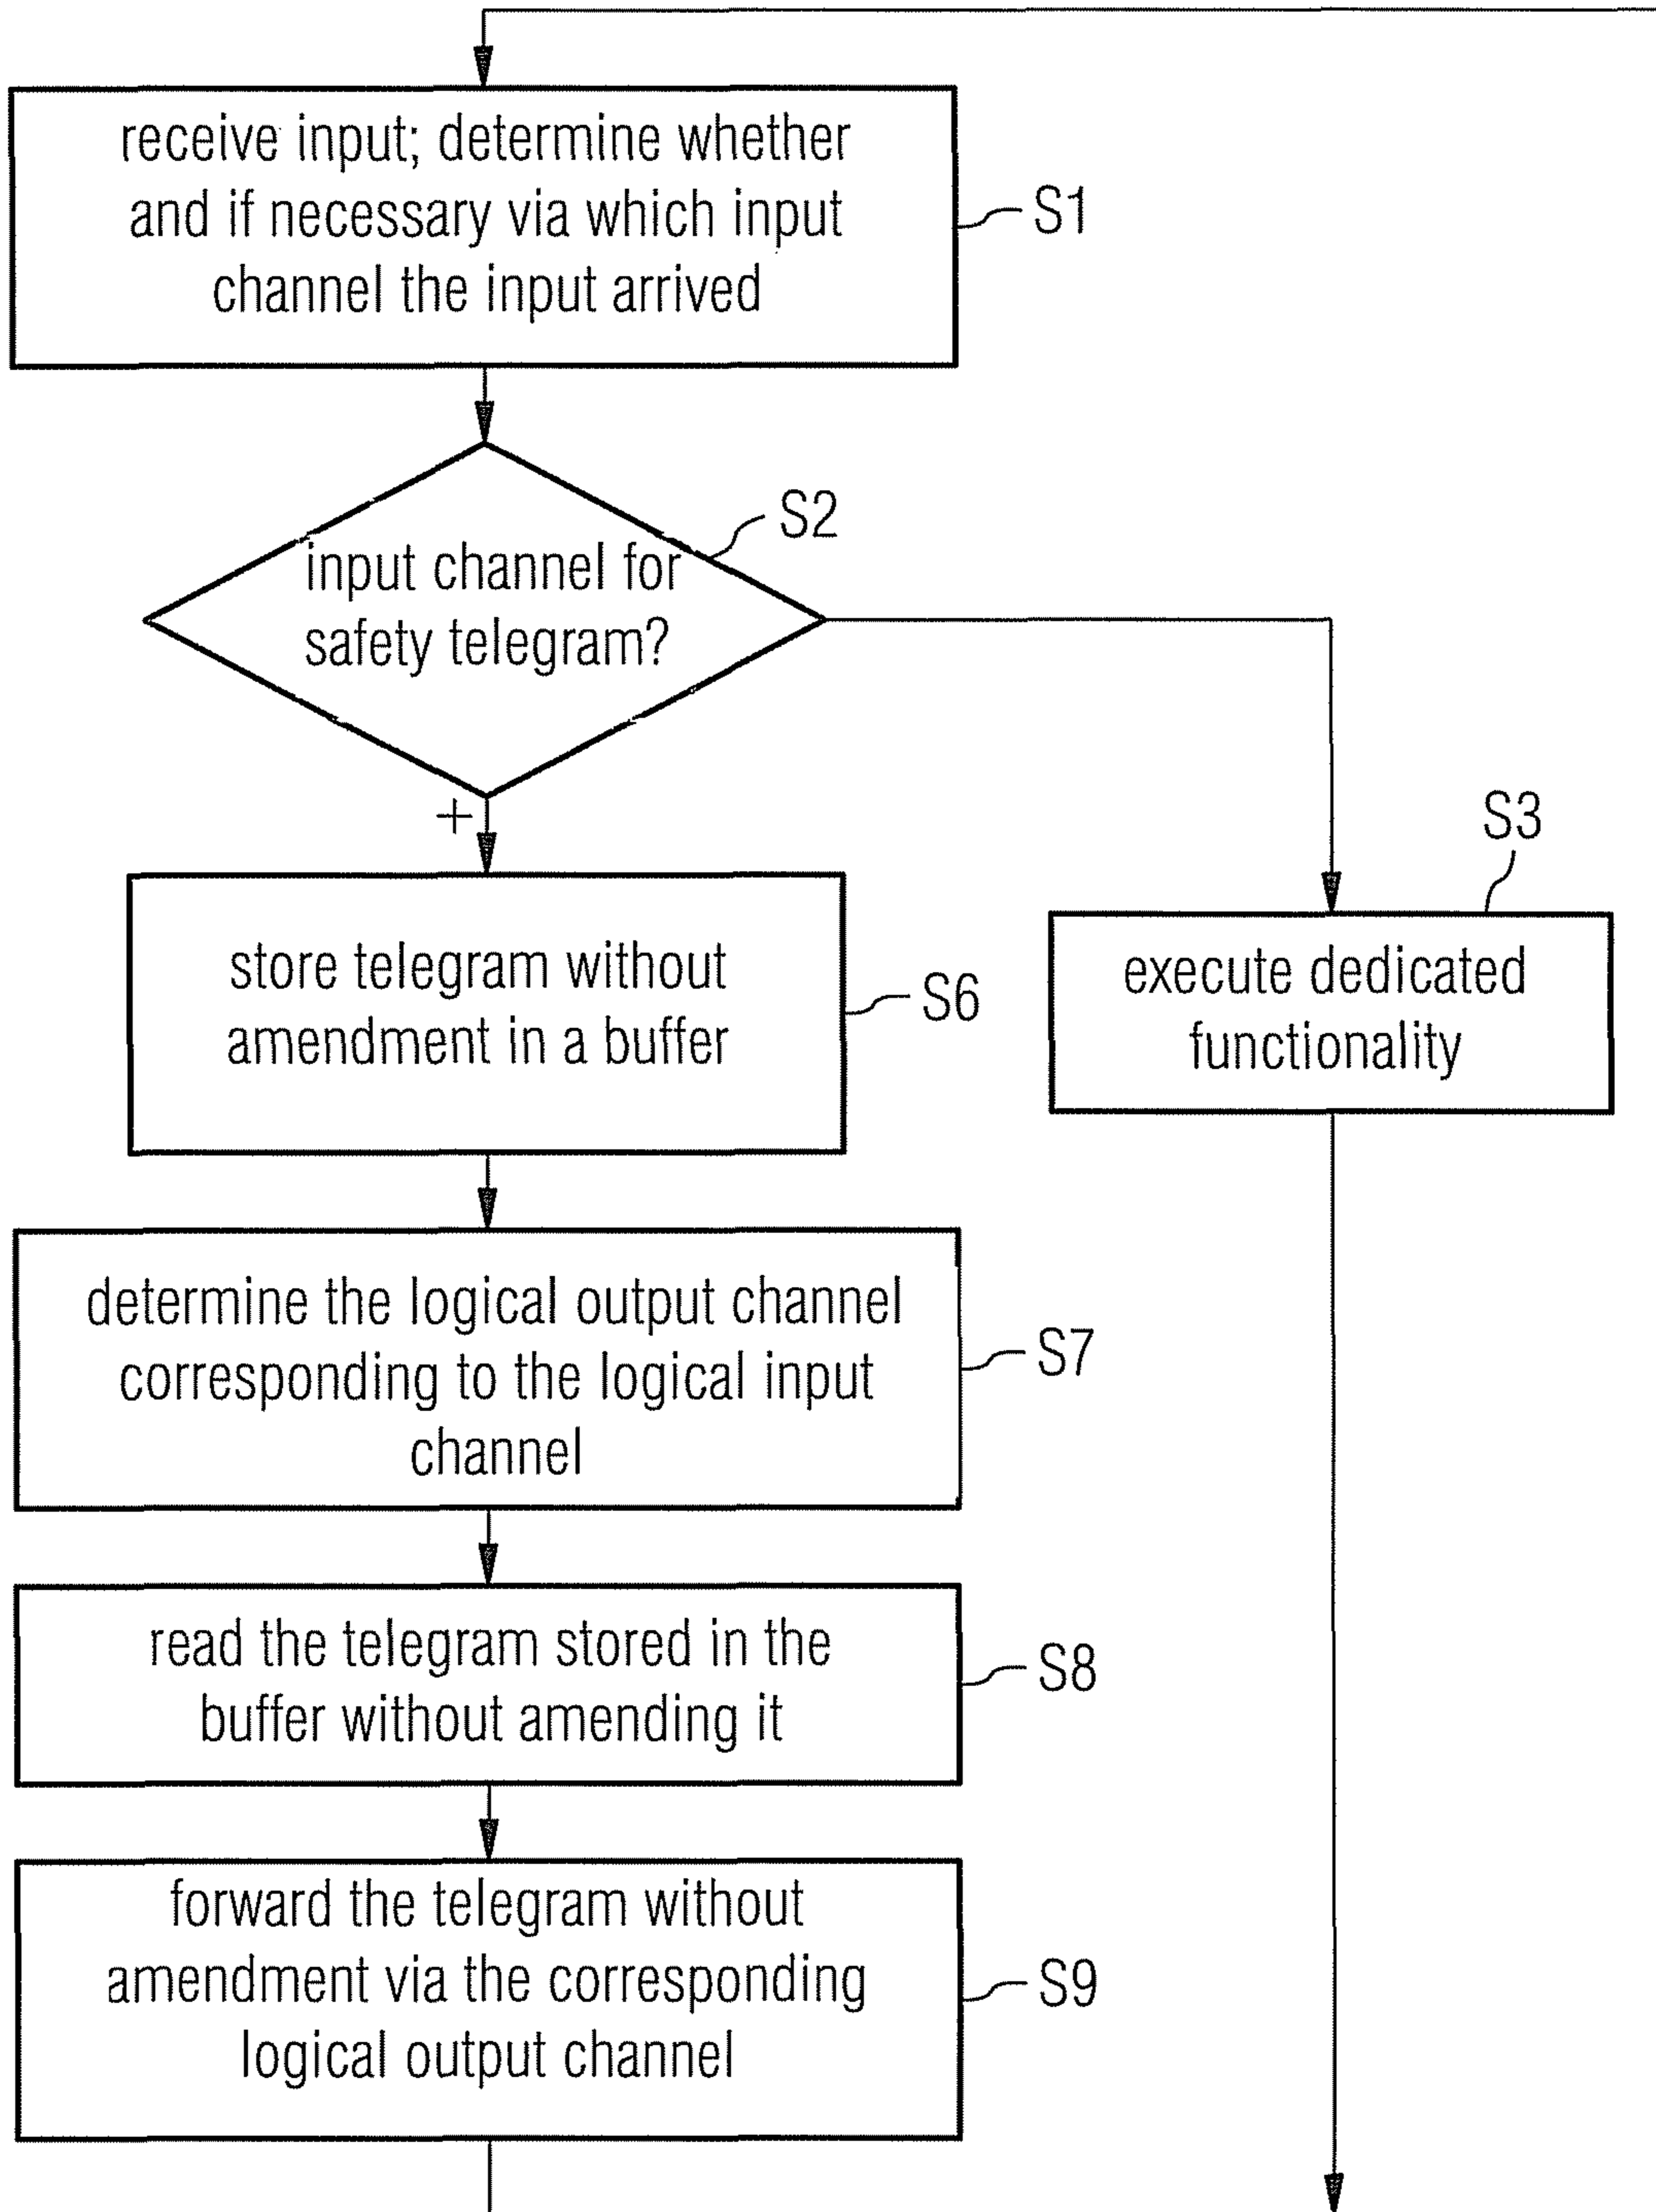 receive input; determine whether
and if necessary via which input
channel the input arrived
S1
S2
input channel for
safety telegram?
+
S3
store telegram without
amendment in a buffer
S6
execute dedicated
functionality
determine the logical output channel
corresponding to the logical input
channel
S7
read the telegram stored in the
buffer without amending it
S8
forward the telegram without
amendment via the corresponding
logical output channel
S9